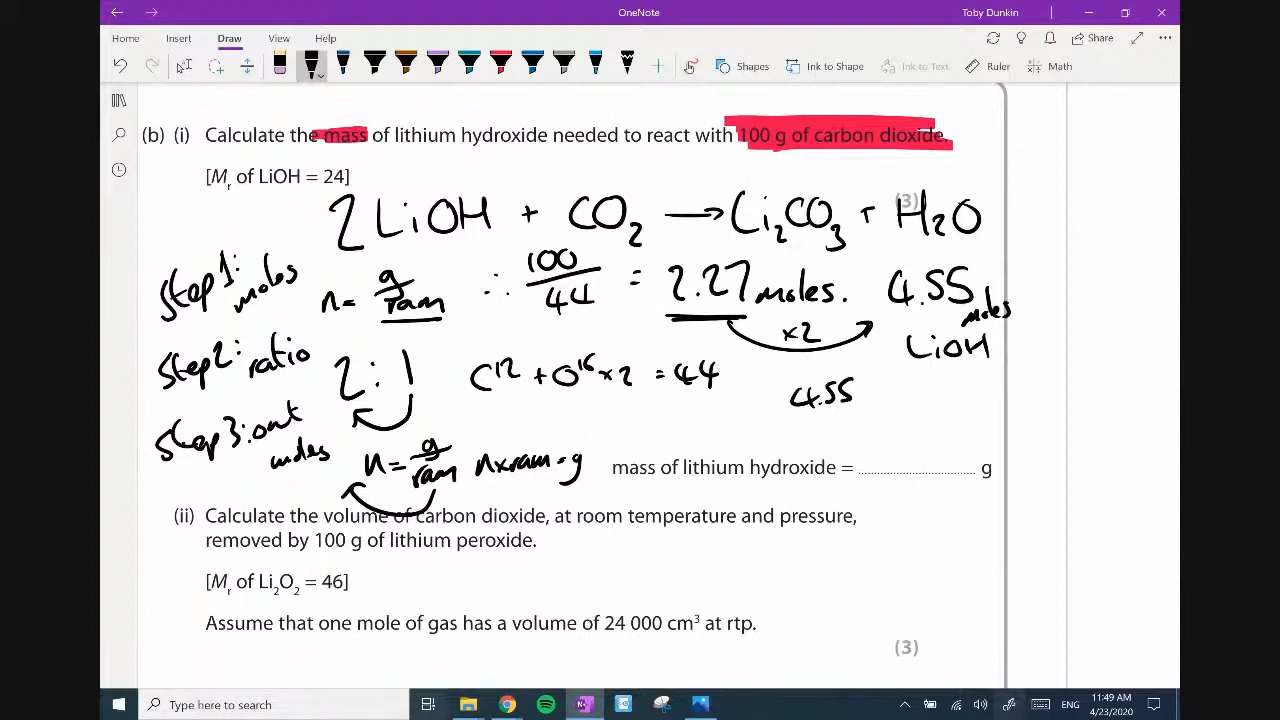 OneNote
Toby Dunkin
Home Insert Draw View Help
Share
Shapes Ink to Shape Ink to Text Ruler Math
(b) (i) Calculate the mass of lithium hydroxide needed to react with 100 g of carbon dioxide.
[Mr of LiOH = 24]
(3)
2 LiOH + CO2 → Li2CO3 + H2O
Step 1: moles
n = g/ram ∴ 100/44 = 2.27 moles. 4.55 moles LiOH
×2
Step 2: ratio 2 : 1 C12 + O16 × 2 = 44
4.55
Step 3: out moles
n = g/ram n×ram = g
mass of lithium hydroxide = .............................. g
(ii) Calculate the volume of carbon dioxide, at room temperature and pressure,
removed by 100 g of lithium peroxide.
[Mr of Li2O2 = 46]
Assume that one mole of gas has a volume of 24 000 cm3 at rtp.
(3)
Type here to search
ENG
11:49 AM
4/23/2020